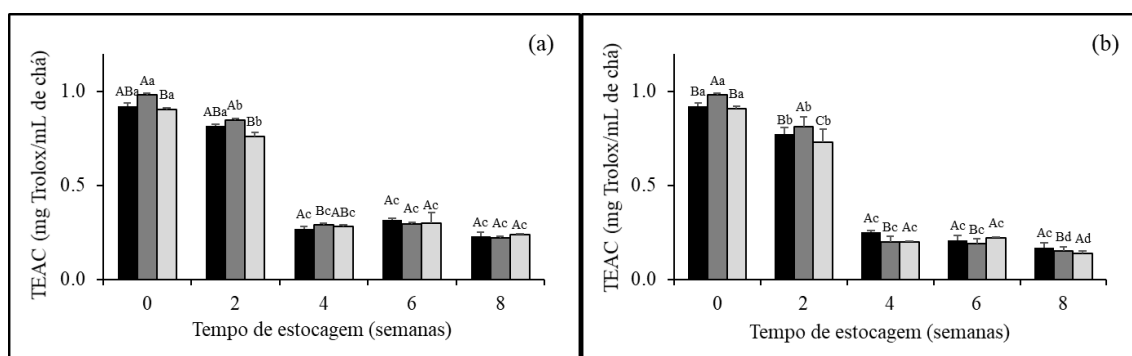 (a)
TEAC (mg Trolox/mL de chá)
1.0
0.5
0.0
ABa Aa Ba
ABa Ab Bb
Ac Bc ABc
Ac Ac Ac
Ac Ac Ac
0 2 4 6 8
Tempo de estocagem (semanas)
(b)
TEAC (mg Trolox/mL de chá)
1.0
0.5
0.0
Ba Aa Ba
Bb Ab Cb
Ac Bc Ac
Ac Bc Ac
Ac Bd Ad
0 2 4 6 8
Tempo de estocagem (semanas)